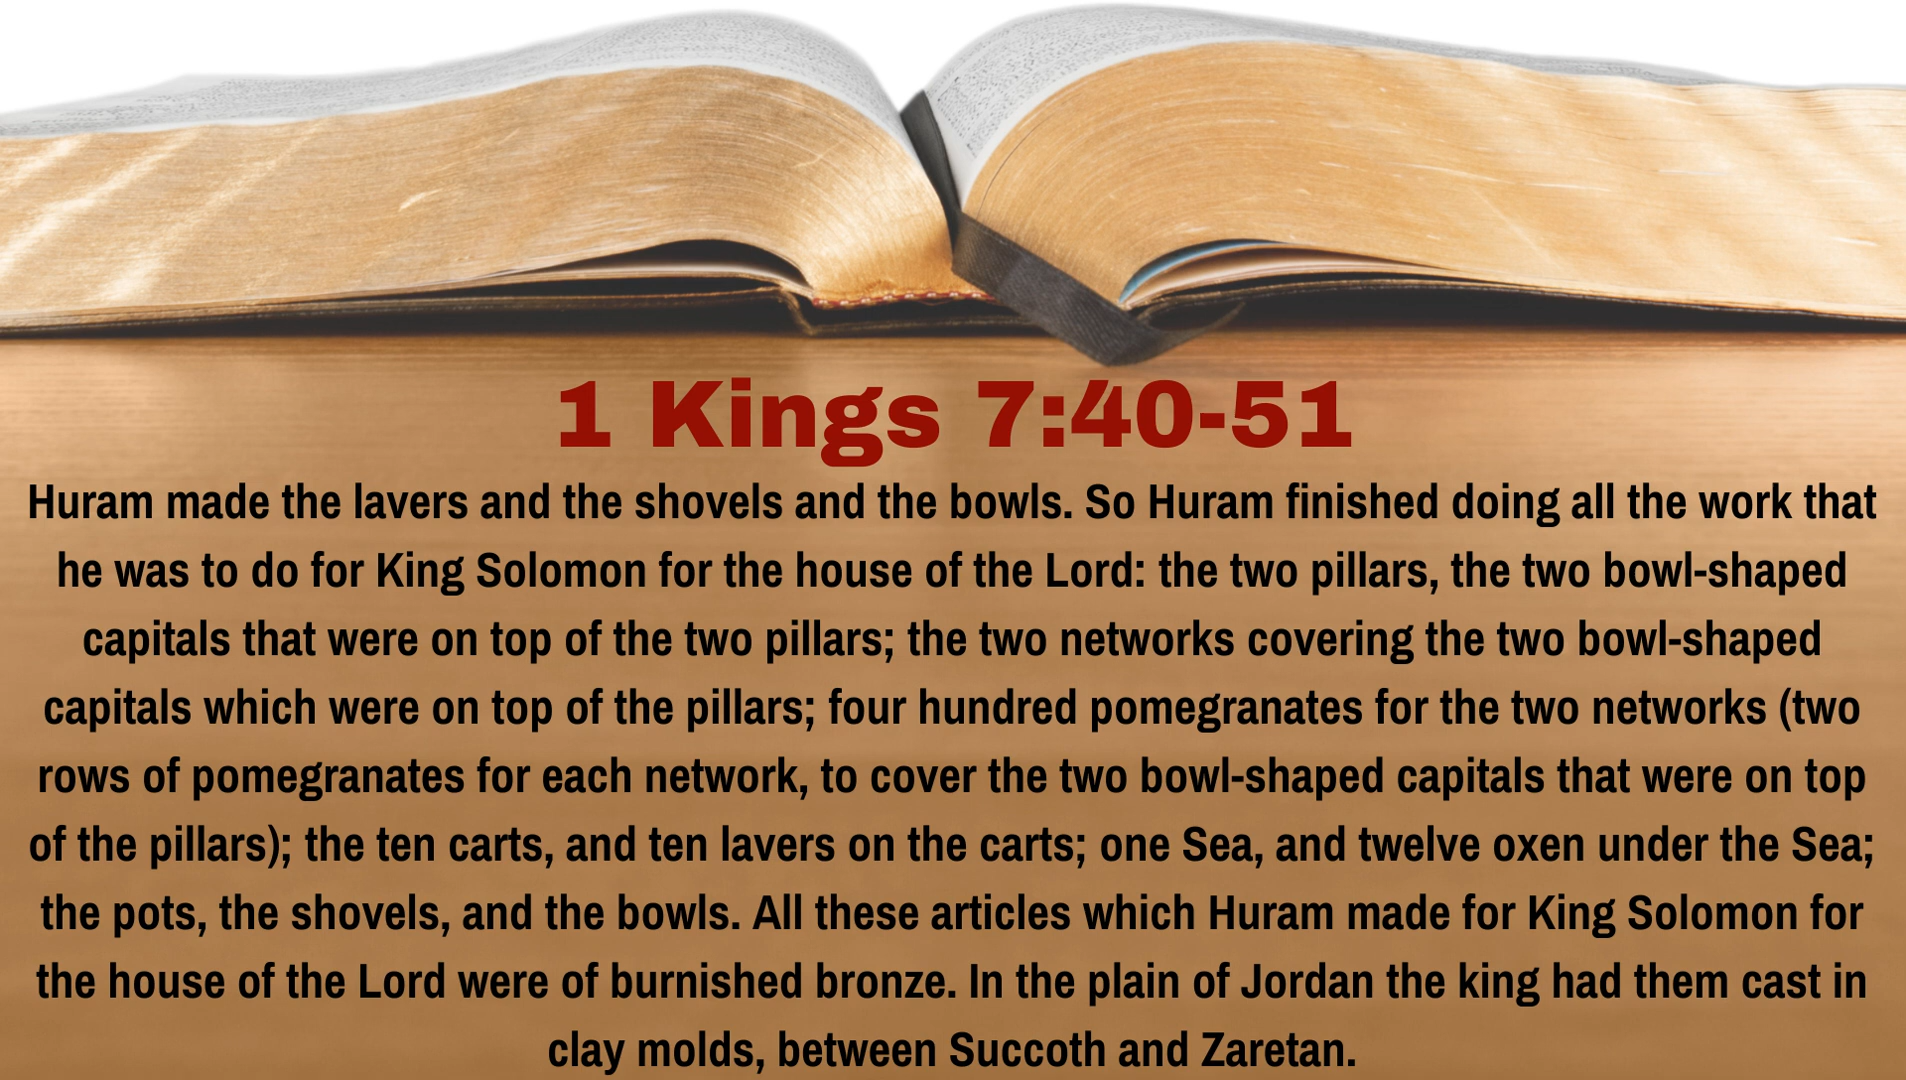 1 Kings 7:40-51
Huram made the lavers and the shovels and the bowls. So Huram finished doing all the work that
he was to do for King Solomon for the house of the Lord: the two pillars, the two bowl-shaped
capitals that were on top of the two pillars; the two networks covering the two bowl-shaped
capitals which were on top of the pillars; four hundred pomegranates for the two networks (two
rows of pomegranates for each network, to cover the two bowl-shaped capitals that were on top
of the pillars); the ten carts, and ten lavers on the carts; one Sea, and twelve oxen under the Sea;
the pots, the shovels, and the bowls. All these articles which Huram made for King Solomon for
the house of the Lord were of burnished bronze. In the plain of Jordan the king had them cast in
clay molds, between Succoth and Zaretan.